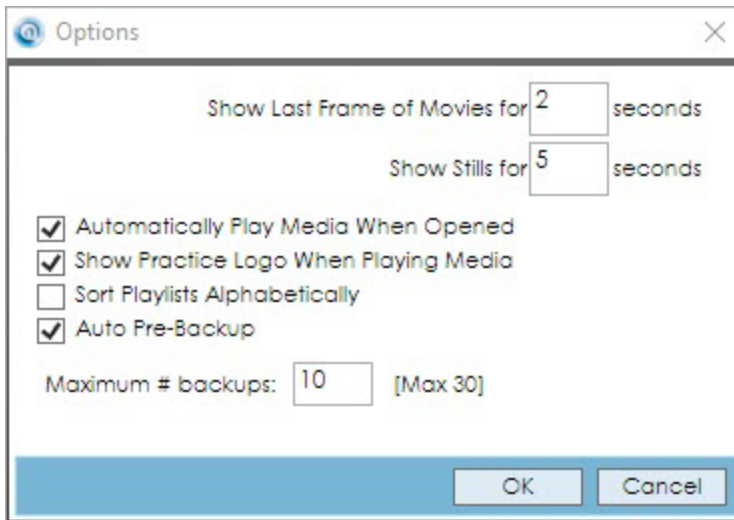 Options
Show Last Frame of Movies for 2 seconds
Show Stills for 5 seconds
Automatically Play Media When Opened
Show Practice Logo When Playing Media
Sort Playlists Alphabetically
Auto Pre-Backup
Maximum # backups: 10 [Max 30]
OK Cancel